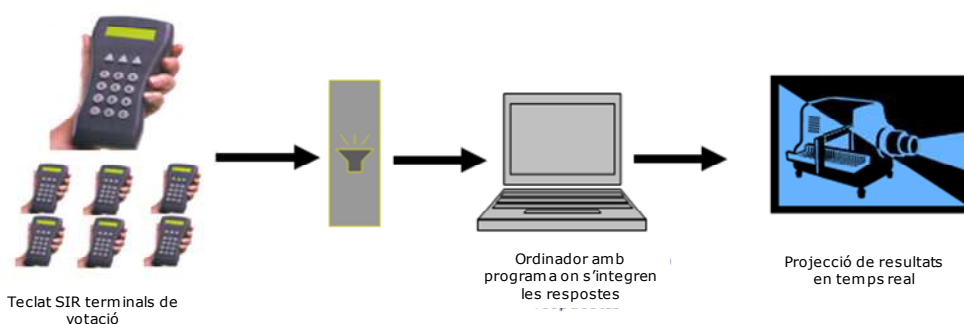 Teclat SIR terminals de
votació
Ordinador amb
programa on s’integren
les respostes
Projecció de resultats
en temps real